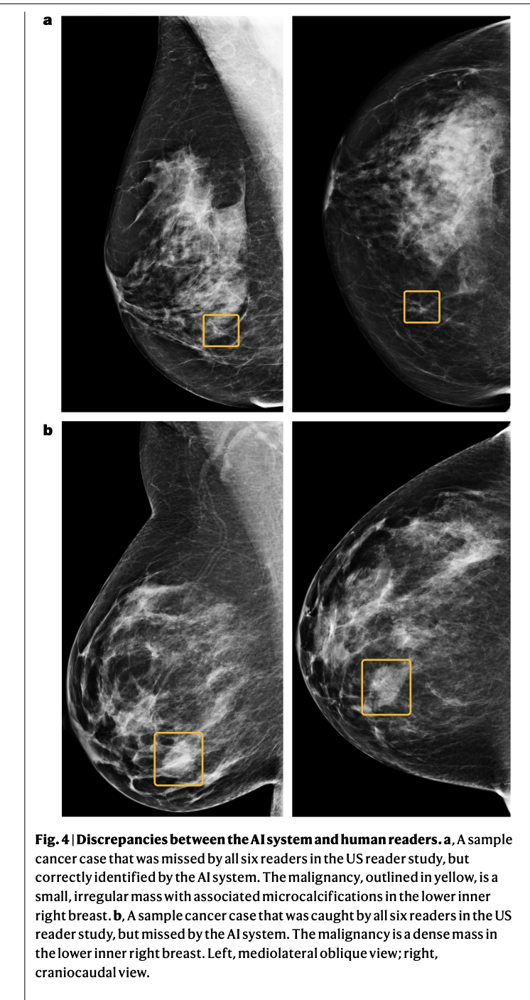 a
b
Fig. 4 | Discrepancies between the AI system and human readers. a, A sample
cancer case that was missed by all six readers in the US reader study, but
correctly identified by the AI system. The malignancy, outlined in yellow, is a
small, irregular mass with associated microcalcifications in the lower inner
right breast. b, A sample cancer case that was caught by all six readers in the US
reader study, but missed by the AI system. The malignancy is a dense mass in
the lower inner right breast. Left, mediolateral oblique view; right,
craniocaudal view.